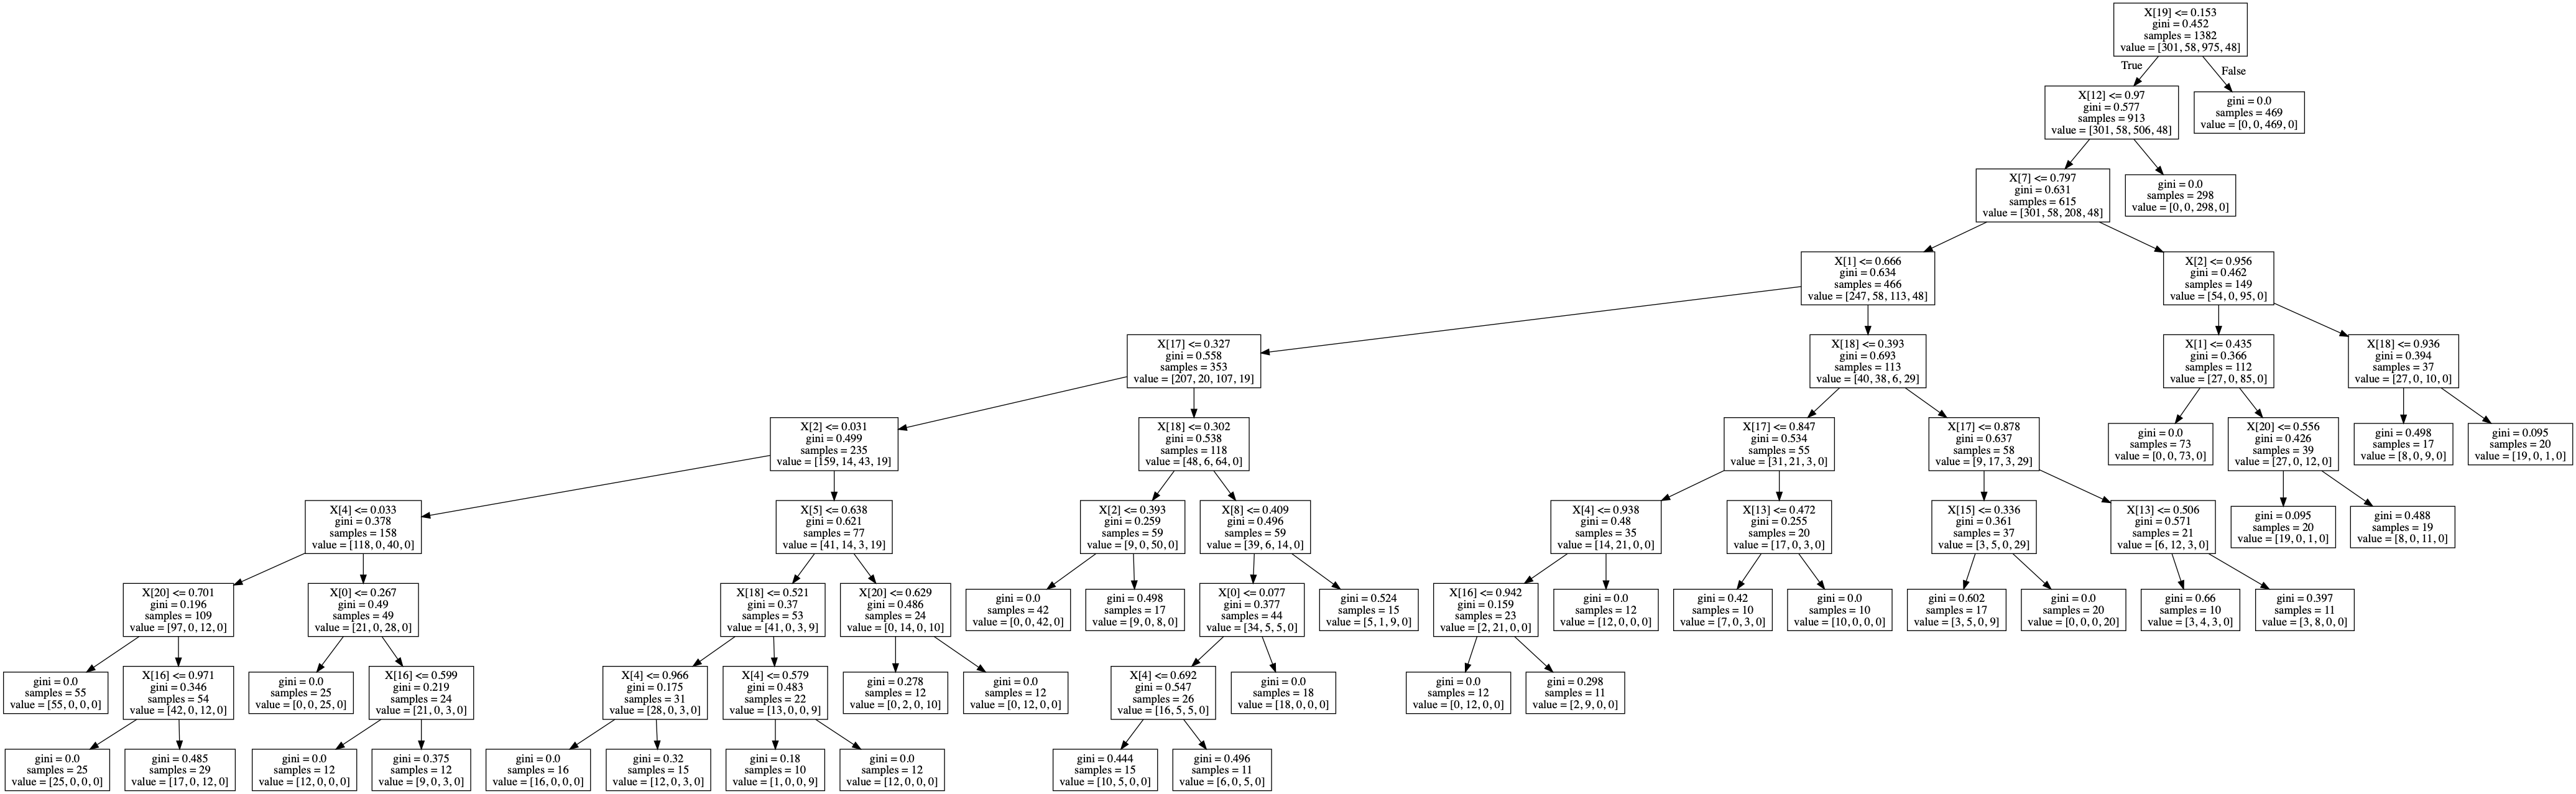 X[19] <= 0.153
gini = 0.452
samples = 1382
value = [301, 58, 975, 48]
True
False
X[12] <= 0.97
gini = 0.577
samples = 913
value = [301, 58, 506, 48]
gini = 0.0
samples = 469
value = [0, 0, 469, 0]
X[7] <= 0.797
gini = 0.631
samples = 615
value = [301, 58, 208, 48]
gini = 0.0
samples = 298
value = [0, 0, 298, 0]
X[1] <= 0.666
gini = 0.634
samples = 466
value = [247, 58, 113, 48]
X[2] <= 0.956
gini = 0.462
samples = 149
value = [54, 0, 95, 0]
X[17] <= 0.327
gini = 0.558
samples = 353
value = [207, 20, 107, 19]
X[18] <= 0.393
gini = 0.693
samples = 113
value = [40, 38, 6, 29]
X[1] <= 0.435
gini = 0.366
samples = 112
value = [27, 0, 85, 0]
X[18] <= 0.936
gini = 0.394
samples = 37
value = [27, 0, 10, 0]
X[2] <= 0.031
gini = 0.499
samples = 235
value = [159, 14, 43, 19]
X[18] <= 0.302
gini = 0.538
samples = 118
value = [48, 6, 64, 0]
X[17] <= 0.847
gini = 0.534
samples = 55
value = [31, 21, 3, 0]
X[17] <= 0.878
gini = 0.637
samples = 58
value = [9, 17, 3, 29]
gini = 0.0
samples = 73
value = [0, 0, 73, 0]
X[20] <= 0.556
gini = 0.426
samples = 39
value = [27, 0, 12, 0]
gini = 0.498
samples = 17
value = [8, 0, 9, 0]
gini = 0.095
samples = 20
value = [19, 0, 1, 0]
X[4] <= 0.033
gini = 0.378
samples = 158
value = [118, 0, 40, 0]
X[5] <= 0.638
gini = 0.621
samples = 77
value = [41, 14, 3, 19]
X[2] <= 0.393
gini = 0.259
samples = 59
value = [9, 0, 50, 0]
X[8] <= 0.409
gini = 0.496
samples = 59
value = [39, 6, 14, 0]
X[4] <= 0.938
gini = 0.48
samples = 35
value = [14, 21, 0, 0]
X[13] <= 0.472
gini = 0.255
samples = 20
value = [17, 0, 3, 0]
X[15] <= 0.336
gini = 0.361
samples = 37
value = [3, 5, 0, 29]
X[13] <= 0.506
gini = 0.571
samples = 21
value = [6, 12, 3, 0]
gini = 0.095
samples = 20
value = [19, 0, 1, 0]
gini = 0.488
samples = 19
value = [8, 0, 11, 0]
X[20] <= 0.701
gini = 0.196
samples = 109
value = [97, 0, 12, 0]
X[0] <= 0.267
gini = 0.49
samples = 49
value = [21, 0, 28, 0]
X[18] <= 0.521
gini = 0.37
samples = 53
value = [41, 0, 3, 9]
X[20] <= 0.629
gini = 0.486
samples = 24
value = [0, 14, 0, 10]
gini = 0.0
samples = 42
value = [0, 0, 42, 0]
gini = 0.498
samples = 17
value = [9, 0, 8, 0]
X[0] <= 0.077
gini = 0.377
samples = 44
value = [34, 5, 5, 0]
gini = 0.524
samples = 15
value = [5, 1, 9, 0]
X[16] <= 0.942
gini = 0.159
samples = 23
value = [2, 21, 0, 0]
gini = 0.0
samples = 12
value = [12, 0, 0, 0]
gini = 0.42
samples = 10
value = [7, 0, 3, 0]
gini = 0.0
samples = 10
value = [10, 0, 0, 0]
gini = 0.602
samples = 17
value = [3, 5, 0, 9]
gini = 0.0
samples = 20
value = [0, 0, 0, 20]
gini = 0.66
samples = 10
value = [3, 4, 3, 0]
gini = 0.397
samples = 11
value = [3, 8, 0, 0]
gini = 0.0
samples = 55
value = [55, 0, 0, 0]
X[16] <= 0.971
gini = 0.346
samples = 54
value = [42, 0, 12, 0]
gini = 0.0
samples = 25
value = [0, 0, 25, 0]
X[16] <= 0.599
gini = 0.219
samples = 24
value = [21, 0, 3, 0]
X[4] <= 0.966
gini = 0.175
samples = 31
value = [28, 0, 3, 0]
X[4] <= 0.579
gini = 0.483
samples = 22
value = [13, 0, 0, 9]
gini = 0.278
samples = 12
value = [0, 2, 0, 10]
gini = 0.0
samples = 12
value = [0, 12, 0, 0]
X[4] <= 0.692
gini = 0.547
samples = 26
value = [16, 5, 5, 0]
gini = 0.0
samples = 18
value = [18, 0, 0, 0]
gini = 0.0
samples = 12
value = [0, 12, 0, 0]
gini = 0.298
samples = 11
value = [2, 9, 0, 0]
gini = 0.0
samples = 25
value = [25, 0, 0, 0]
gini = 0.485
samples = 29
value = [17, 0, 12, 0]
gini = 0.0
samples = 12
value = [12, 0, 0, 0]
gini = 0.375
samples = 12
value = [9, 0, 3, 0]
gini = 0.0
samples = 16
value = [16, 0, 0, 0]
gini = 0.32
samples = 15
value = [12, 0, 3, 0]
gini = 0.18
samples = 10
value = [1, 0, 0, 9]
gini = 0.0
samples = 12
value = [12, 0, 0, 0]
gini = 0.444
samples = 15
value = [10, 5, 0, 0]
gini = 0.496
samples = 11
value = [6, 0, 5, 0]